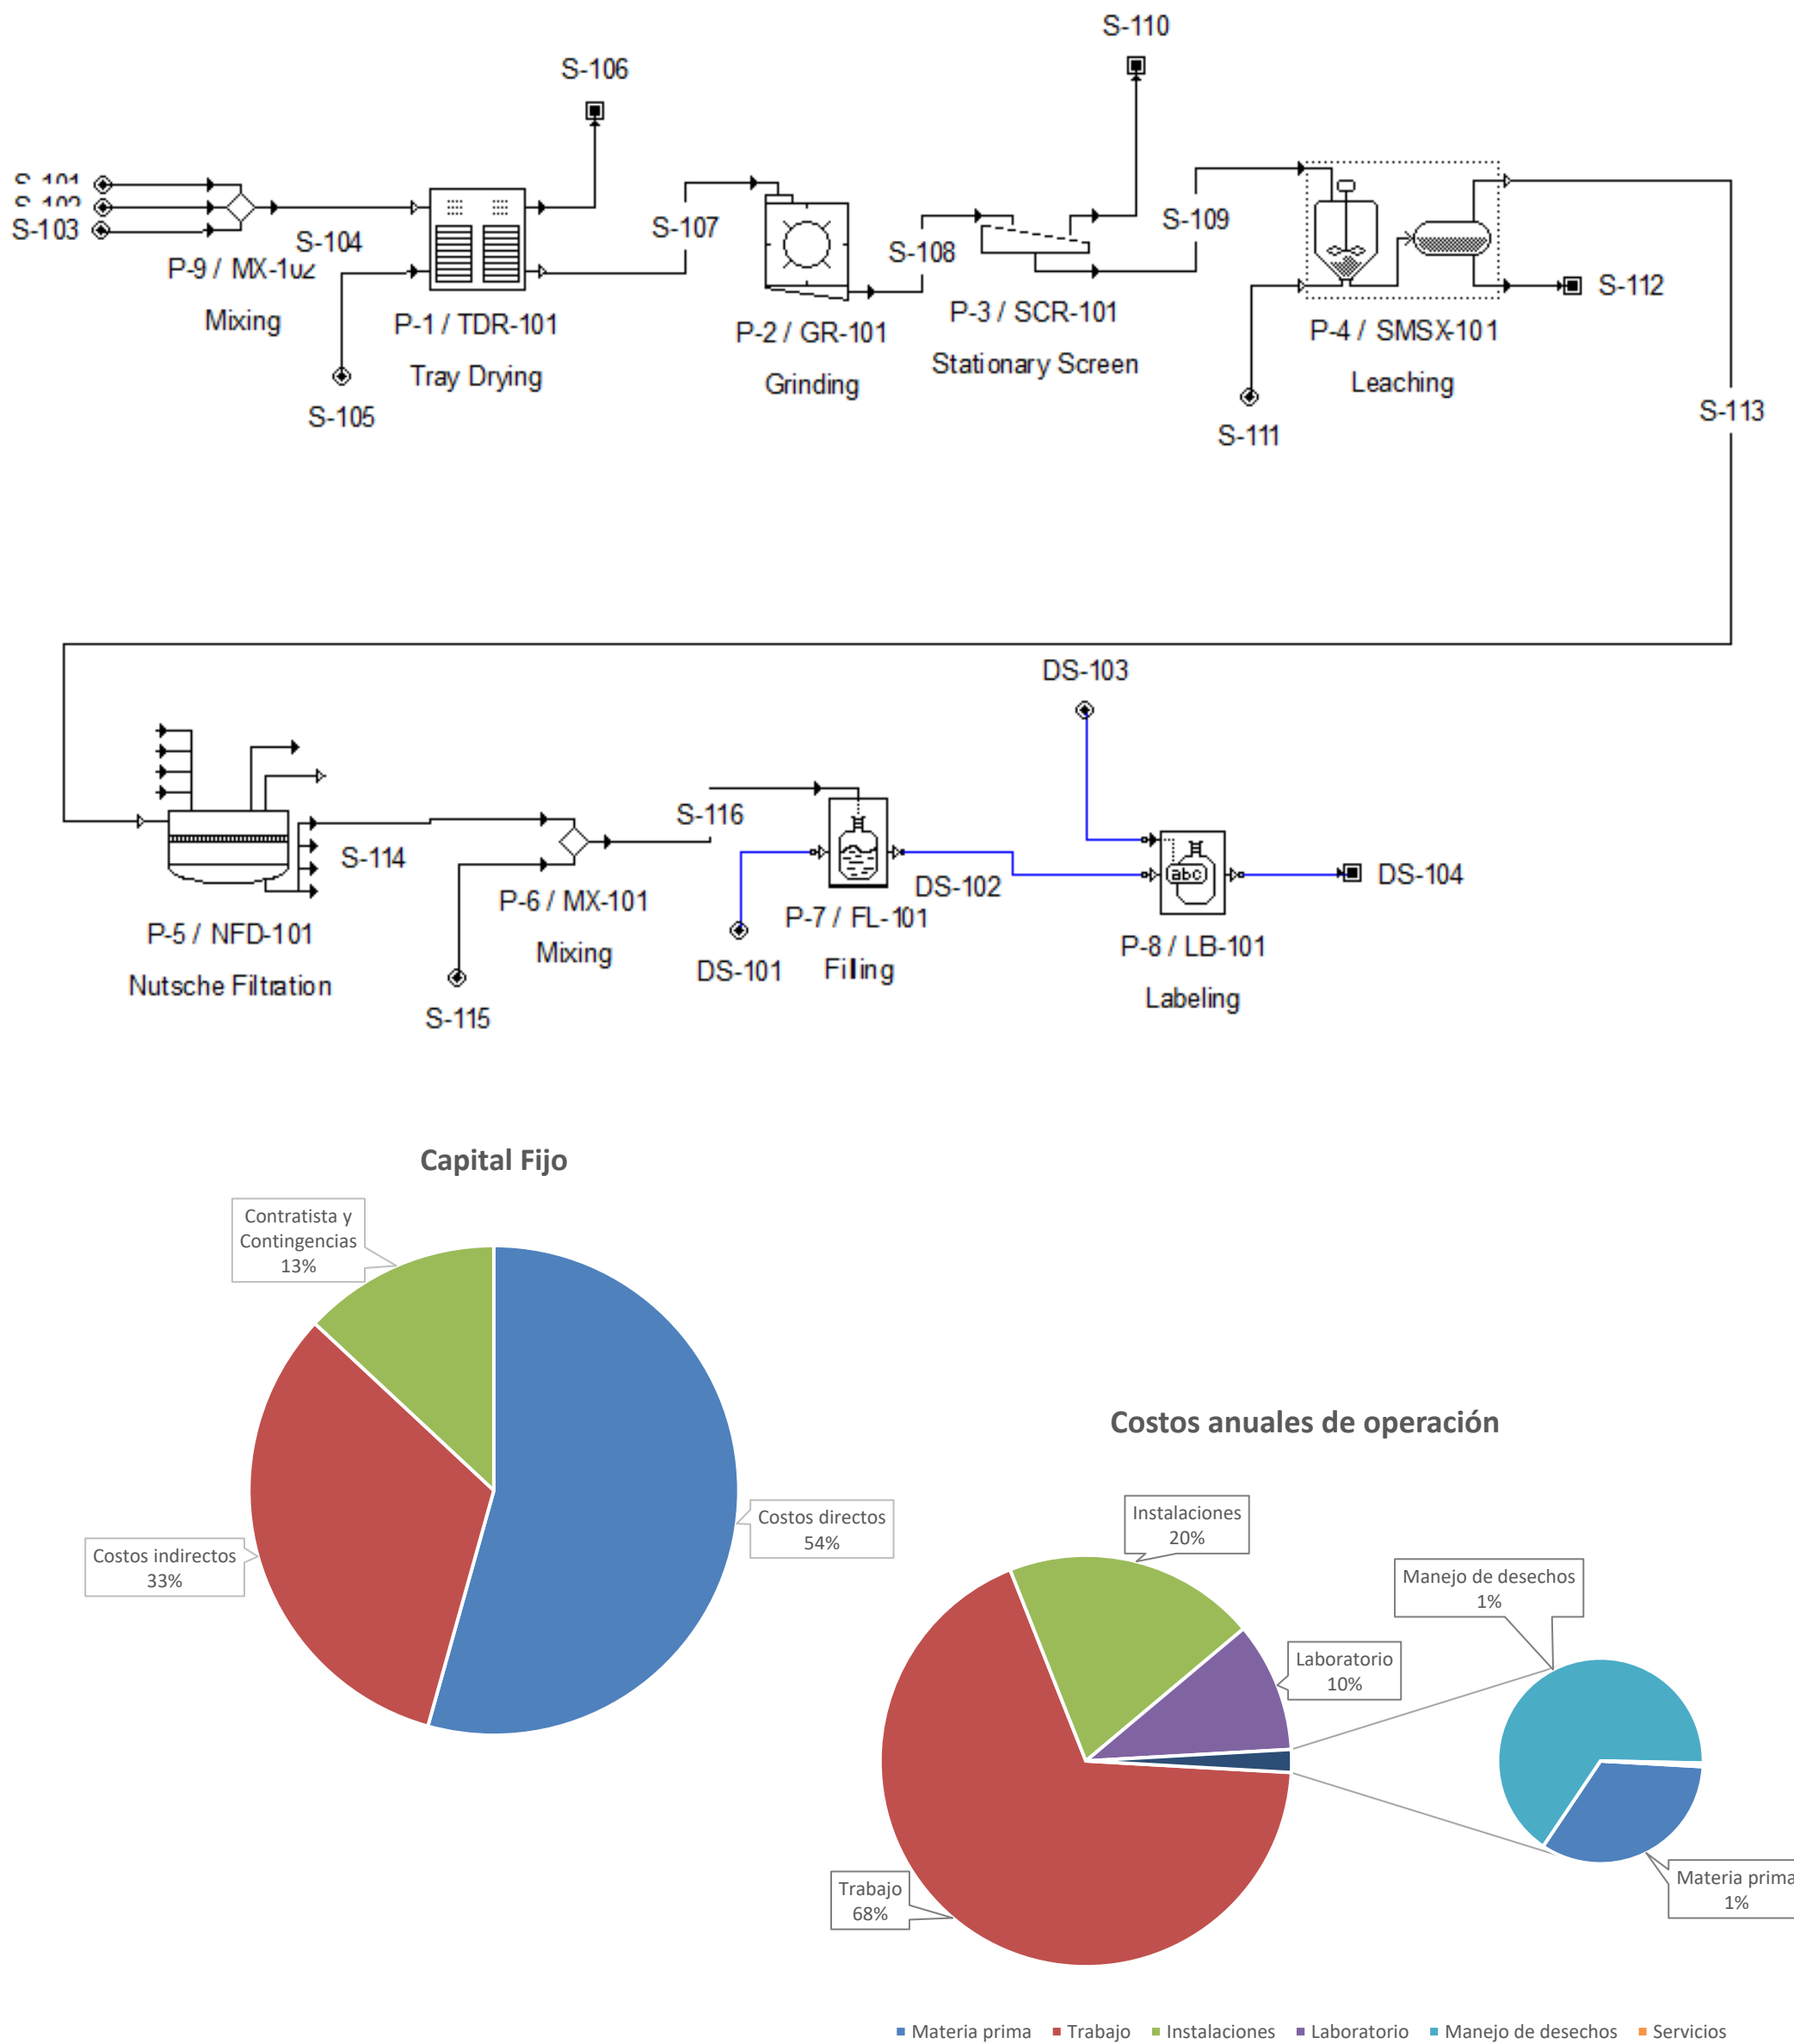 S-110
S-106
S-101
S-102
S-103
S-104
P-9 / MX-102
Mixing
S-105
P-1 / TDR-101
Tray Drying
S-107
P-2 / GR-101
Grinding
S-108
P-3 / SCR-101
Stationary Screen
S-109
P-4 / SMSX-101
Leaching
S-111
S-112
S-113
DS-103
S-114
P-5 / NFD-101
Nutsche Filtration
S-115
P-6 / MX-101
Mixing
S-116
DS-101
P-7 / FL-101
Filling
DS-102
abc
P-8 / LB-101
Labeling
DS-104
Capital Fijo
Contratista y
Contingencias
13%
Costos directos
54%
Costos indirectos
33%
Costos anuales de operación
Instalaciones
20%
Manejo de desechos
1%
Laboratorio
10%
Trabajo
68%
Materia prima
1%
Materia prima Trabajo Instalaciones Laboratorio Manejo de desechos Servicios